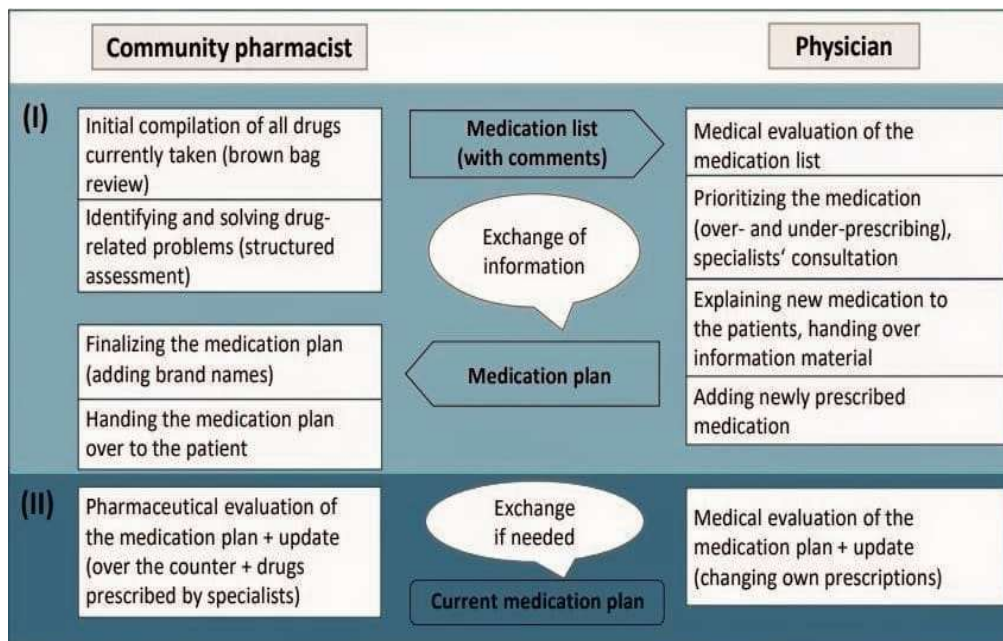 Community pharmacist
Physician
(I)
Initial compilation of all drugs
currently taken (brown bag
review)
Identifying and solving drug-
related problems (structured
assessment)
Finalizing the medication plan
(adding brand names)
Handing the medication plan
over to the patient
Medication list
(with comments)
Exchange of
information
Medication plan
Medical evaluation of the
medication list
Prioritizing the medication
(over- and under-prescribing),
specialists‘ consultation
Explaining new medication to
the patients, handing over
information material
Adding newly prescribed
medication
(II)
Pharmaceutical evaluation of
the medication plan + update
(over the counter + drugs
prescribed by specialists)
Exchange
if needed
Current medication plan
Medical evaluation of the
medication plan + update
(changing own prescriptions)